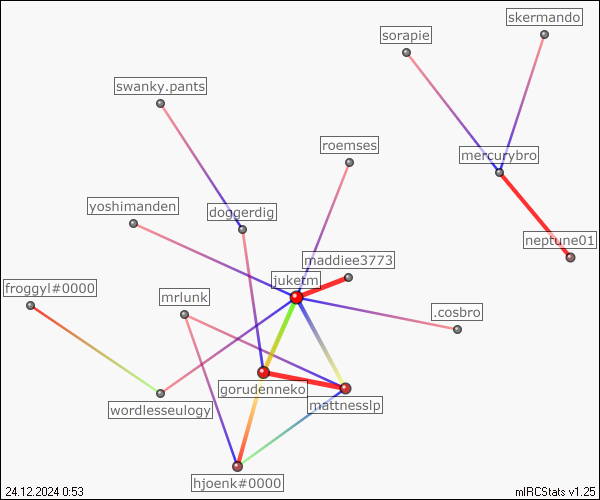 skermando
sorapie
swanky.pants
roemses
mercurybro
yoshimanden
doggerdig
neptune01
maddiee3773
juketm
froggyl#0000
mrlunk
.cosbro
gorudenneko
mattnesslp
wordlesseulogy
hjoenk#0000
24.12.2024 0:53
mIRCStats v1.25